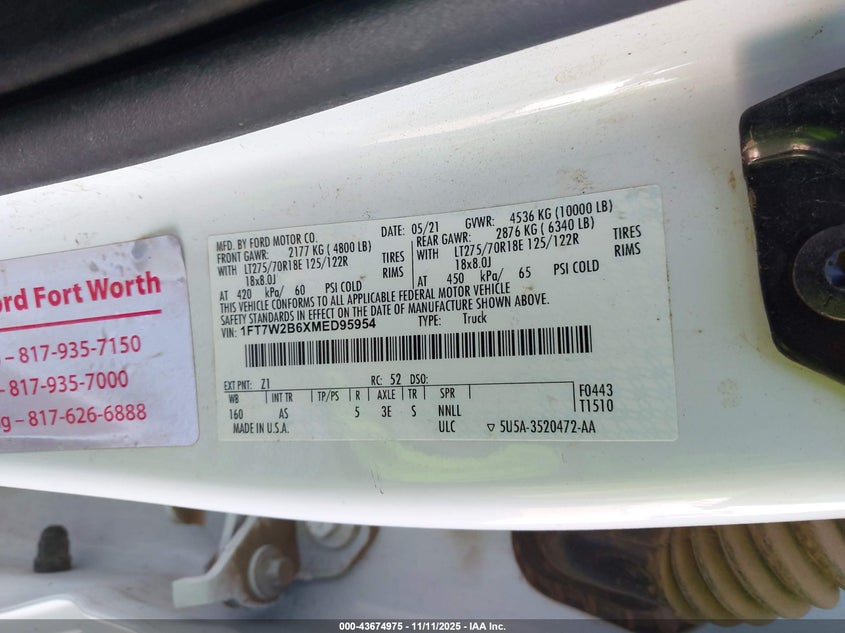 MFD. BY FORD MOTOR CO. DATE: 05/21 GVWR: 4536 KG (10000 LB)
FRONT GAWR: 2177 KG ( 4800 LB) REAR GAWR: 2876 KG ( 6340 LB)
WITH LT275/70R18E 125/122R TIRES WITH LT275/70R18E 125/122R TIRES
18x8.0J RIMS 18x8.0J RIMS
AT 420 kPa/ 60 PSI COLD AT 450 kPa/ 65 PSI COLD
THIS VEHICLE CONFORMS TO ALL APPLICABLE FEDERAL MOTOR VEHICLE
SAFETY STANDARDS IN EFFECT ON THE DATE OF MANUFACTURE SHOWN ABOVE.
VIN: 1FT7W2B6XMED95954 TYPE: Truck
EXT PNT: Z1 RC: 52 DSO:
WB INT TR TP/PS R AXLE TR SPR F0443
160 AS 5 3E S NNLL T1510
MADE IN U.S.A. ULC ▽ 5U5A-3520472-AA
ord Fort Worth
– 817-935-7150
– 817-935-7000
g – 817-626-6888
000-43674975 - 11/11/2025 - IAA Inc.